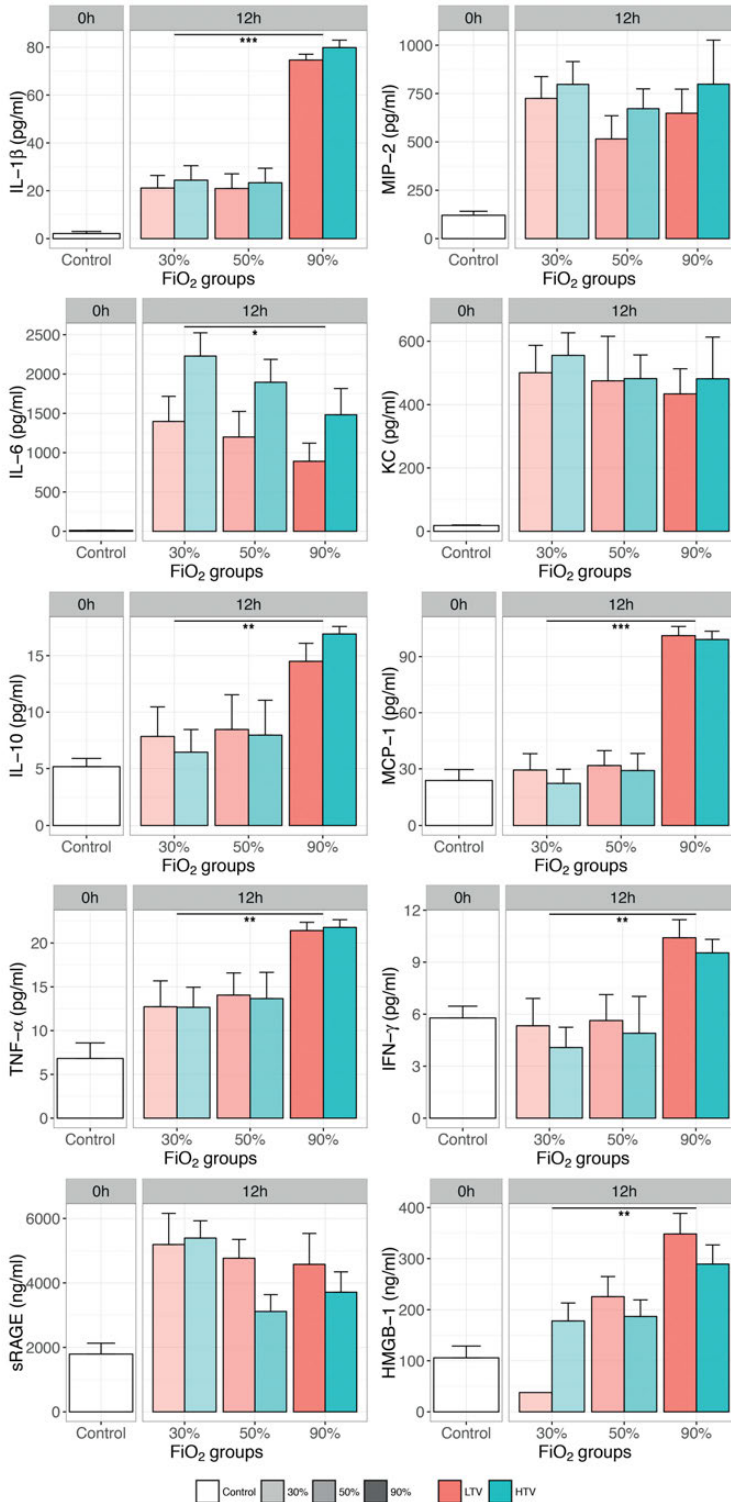 0h 12h
***
80
60
40
20
0
IL−1β (pg/ml)
Control 30% 50% 90%
FiO2 groups
0h 12h
1000
750
500
250
0
MIP−2 (pg/ml)
Control 30% 50% 90%
FiO2 groups
0h 12h
*
2500
2000
1500
1000
500
0
IL−6 (pg/ml)
Control 30% 50% 90%
FiO2 groups
0h 12h
600
400
200
0
KC (pg/ml)
Control 30% 50% 90%
FiO2 groups
0h 12h
**
15
10
5
0
IL−10 (pg/ml)
Control 30% 50% 90%
FiO2 groups
0h 12h
***
90
60
30
0
MCP−1 (pg/ml)
Control 30% 50% 90%
FiO2 groups
0h 12h
**
20
15
10
5
0
TNF−α (pg/ml)
Control 30% 50% 90%
FiO2 groups
0h 12h
**
12
9
6
3
0
IFN−γ (pg/ml)
Control 30% 50% 90%
FiO2 groups
0h 12h
6000
4000
2000
0
sRAGE (ng/ml)
Control 30% 50% 90%
FiO2 groups
0h 12h
**
400
300
200
100
0
HMGB−1 (ng/ml)
Control 30% 50% 90%
FiO2 groups
Control 30% 50% 90% LTV HTV